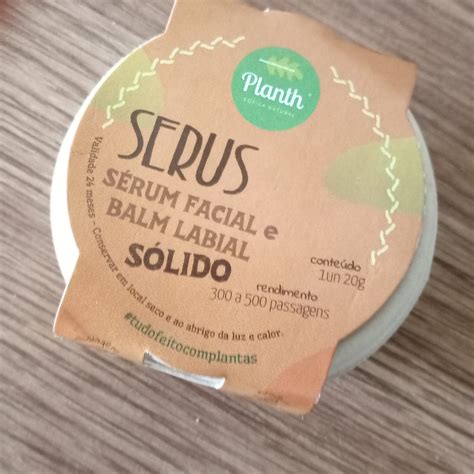 Planth
BOTICA NATURAL
SERUS
SÉRUM FACIAL e
BALM LABIAL
SÓLIDO
conteúdo
1un 20g
rendimento
300 a 500 passagens
Validade 24 meses - Conservar em local seco e ao abrigo da luz e calor.
#tudofeitocomplantas